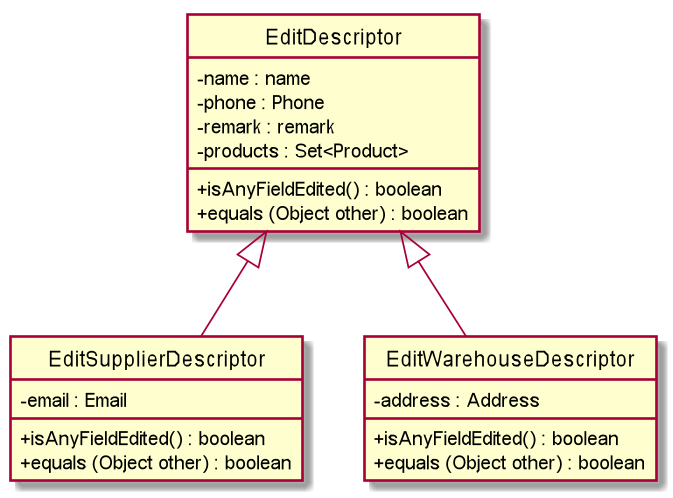 EditDescriptor
-name : name
-phone : Phone
-remark : remark
-products : Set<Product>
+isAnyFieldEdited() : boolean
+equals (Object other) : boolean
EditSupplierDescriptor
-email : Email
+isAnyFieldEdited() : boolean
+equals (Object other) : boolean
EditWarehouseDescriptor
-address : Address
+isAnyFieldEdited() : boolean
+equals (Object other) : boolean